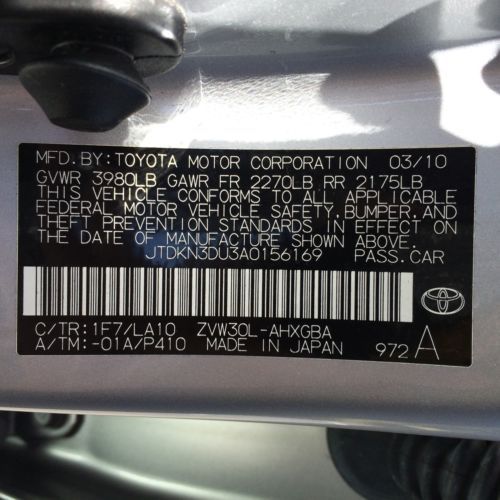 MFD. BY: TOYOTA MOTOR CORPORATION 03/10
GVWR 3980LB GAWR FR 2270LB RR 2175LB
THIS VEHICLE CONFORMS TO ALL APPLICABLE
FEDERAL MOTOR VEHICLE SAFETY, BUMPER, AND
THEFT PREVENTION STANDARDS IN EFFECT ON
THE DATE OF MANUFACTURE SHOWN ABOVE.
JTDKN3DU3A0156169 PASS. CAR
C/TR: 1F7/LA10 ZVW30L-AHXGBA
A/TM: -01A/P410 MADE IN JAPAN 972 A